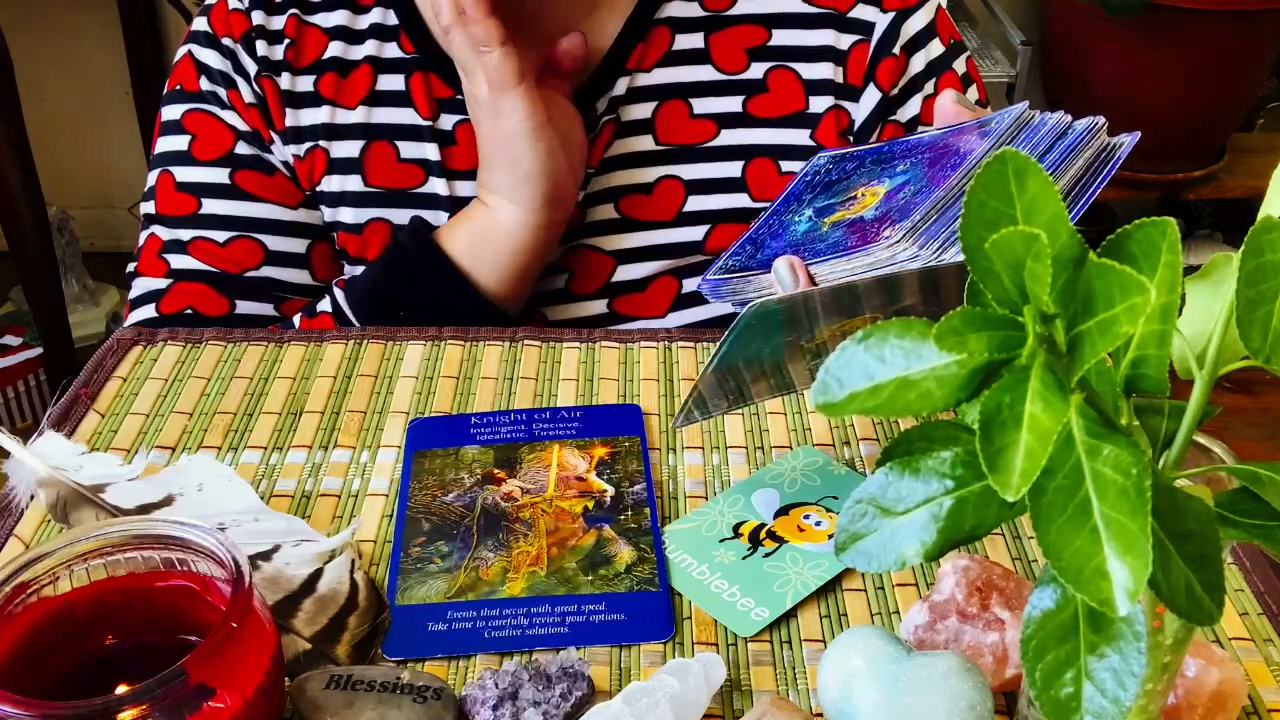 Knight of Air
Intelligent. Decisive.
Idealistic. Tireless
Events that occur with great speed.
Take time to carefully review your options.
Creative solutions.
umblebee
Blessings